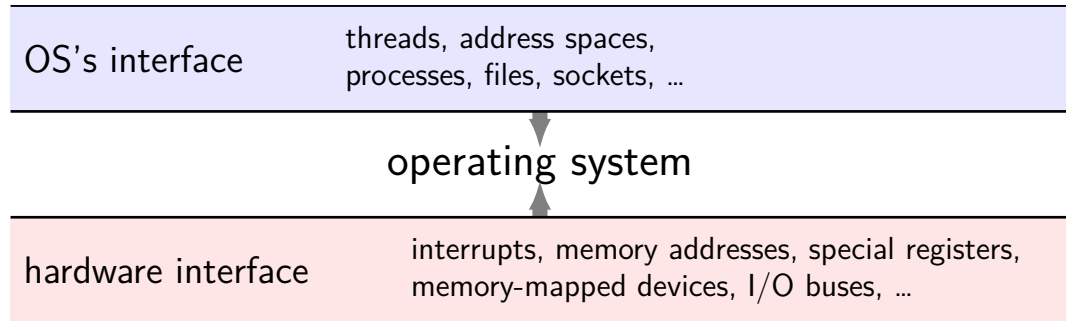 OS's interface
threads, address spaces,
processes, files, sockets, …
operating system
hardware interface
interrupts, memory addresses, special registers,
memory-mapped devices, I/O buses, …